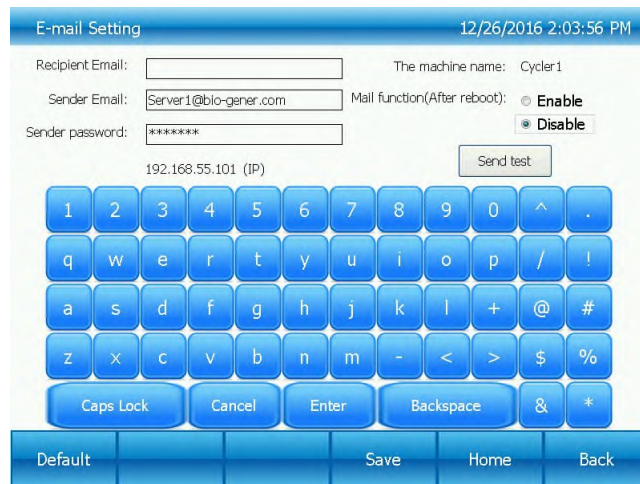 E-mail Setting 12/26/2016 2:03:56 PM
Recipient Email: The machine name: Cycler1
Sender Email: Server1@bio-gener.com Mail function(After reboot): Enable
Disable
Sender password: *******
192.168.55.101 (IP) Send test
1 2 3 4 5 6 7 8 9 0 ^ .
q w e r t y u i o p / !
a s d f g h j k l + @ #
z x c v b n m - < > $ %
Caps Lock Cancel Enter Backspace & *
Default Save Home Back